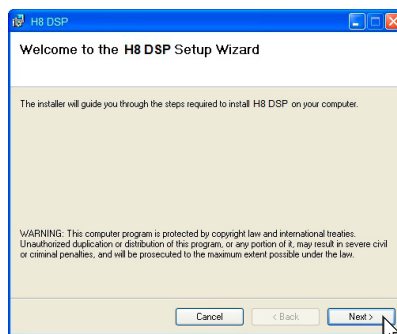 H8 DSP
Welcome to the H8 DSP Setup Wizard
The installer will guide you through the steps required to install H8 DSP on your computer.
WARNING: This computer program is protected by copyright law and international treaties.
Unauthorized duplication or distribution of this program, or any portion of it, may result in severe civil
or criminal penalties, and will be prosecuted to the maximum extent possible under the law.
Cancel < Back Next >